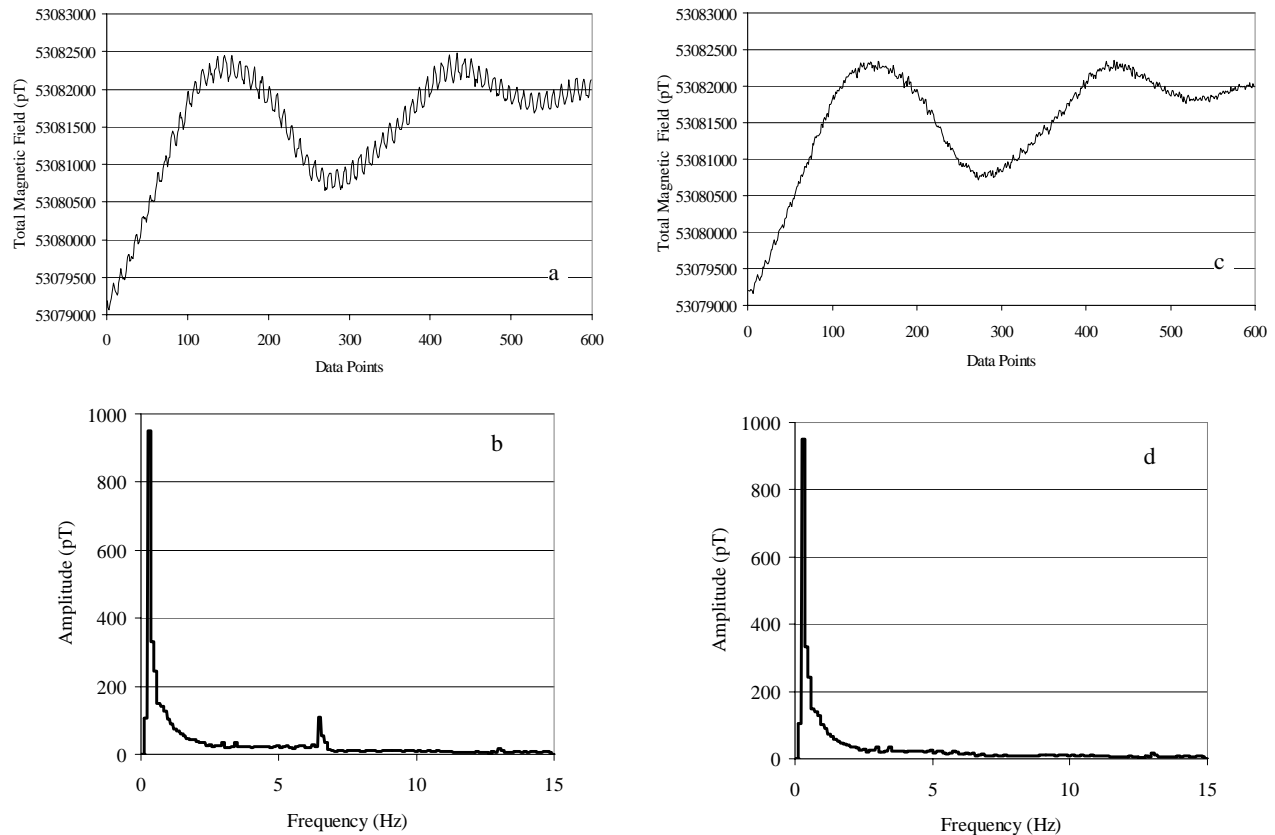 53083000
53082500
53082000
53081500
53081000
53080500
53080000
53079500
53079000
Total Magnetic Field (pT)
0 100 200 300 400 500 600
Data Points
a
53083000
53082500
53082000
53081500
53081000
53080500
53080000
53079500
53079000
Total Magnetic Field (pT)
0 100 200 300 400 500 600
Data Points
c
1000
800
600
400
200
0
Amplitude (pT)
0 5 10 15
Frequency (Hz)
b
1000
800
600
400
200
0
Amplitude (pT)
0 5 10 15
Frequency (Hz)
d